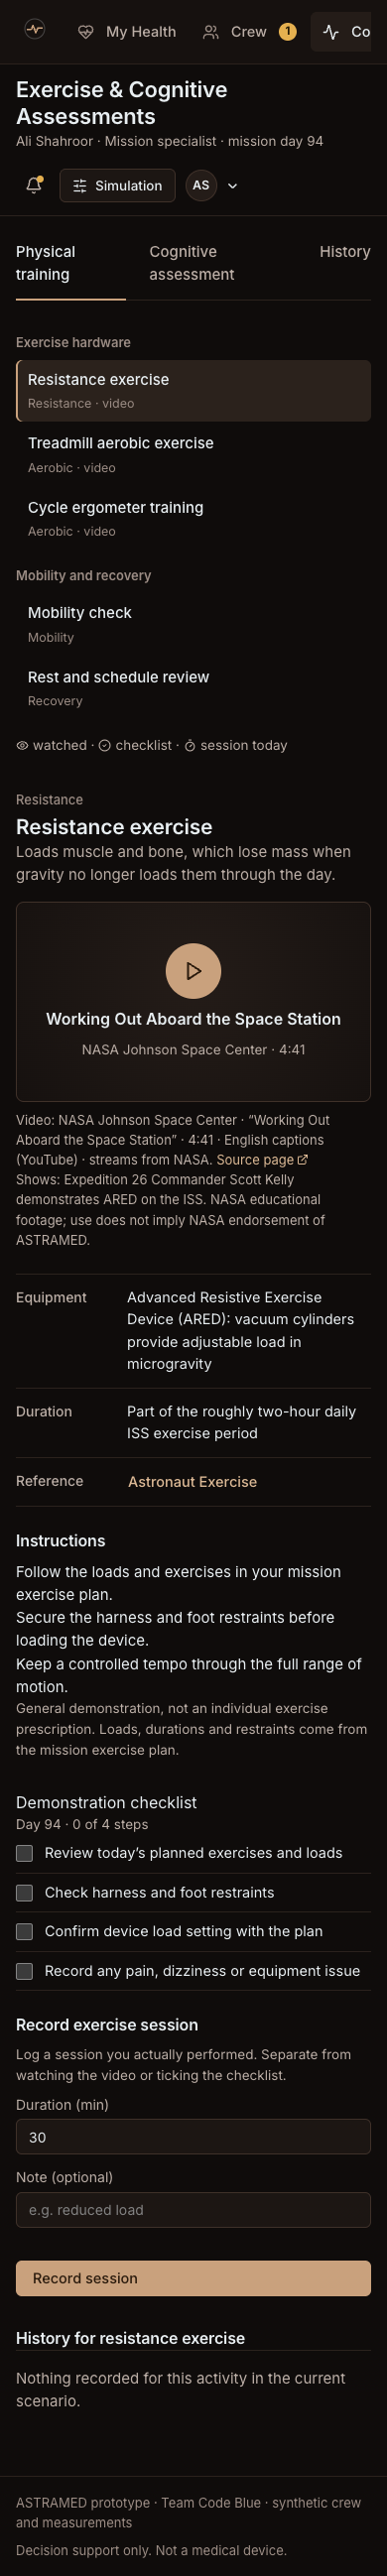 My Health
Crew
1
Co
Exercise & Cognitive
Assessments
Ali Shahroor · Mission specialist · mission day 94
Simulation
AS
Physical
training
Cognitive
assessment
History
Exercise hardware
Resistance exercise
Resistance · video
Treadmill aerobic exercise
Aerobic · video
Cycle ergometer training
Aerobic · video
Mobility and recovery
Mobility check
Mobility
Rest and schedule review
Recovery
watched · checklist · session today
Resistance
Resistance exercise
Loads muscle and bone, which lose mass when
gravity no longer loads them through the day.
Working Out Aboard the Space Station
NASA Johnson Space Center · 4:41
Video: NASA Johnson Space Center · “Working Out
Aboard the Space Station” · 4:41 · English captions
(YouTube) · streams from NASA. Source page
Shows: Expedition 26 Commander Scott Kelly
demonstrates ARED on the ISS. NASA educational
footage; use does not imply NASA endorsement of
ASTRAMED.
Equipment
Advanced Resistive Exercise
Device (ARED): vacuum cylinders
provide adjustable load in
microgravity
Duration
Part of the roughly two-hour daily
ISS exercise period
Reference
Astronaut Exercise
Instructions
Follow the loads and exercises in your mission
exercise plan.
Secure the harness and foot restraints before
loading the device.
Keep a controlled tempo through the full range of
motion.
General demonstration, not an individual exercise
prescription. Loads, durations and restraints come from
the mission exercise plan.
Demonstration checklist
Day 94 · 0 of 4 steps
Review today’s planned exercises and loads
Check harness and foot restraints
Confirm device load setting with the plan
Record any pain, dizziness or equipment issue
Record exercise session
Log a session you actually performed. Separate from
watching the video or ticking the checklist.
Duration (min)
30
Note (optional)
e.g. reduced load
Record session
History for resistance exercise
Nothing recorded for this activity in the current
scenario.
ASTRAMED prototype · Team Code Blue · synthetic crew
and measurements
Decision support only. Not a medical device.